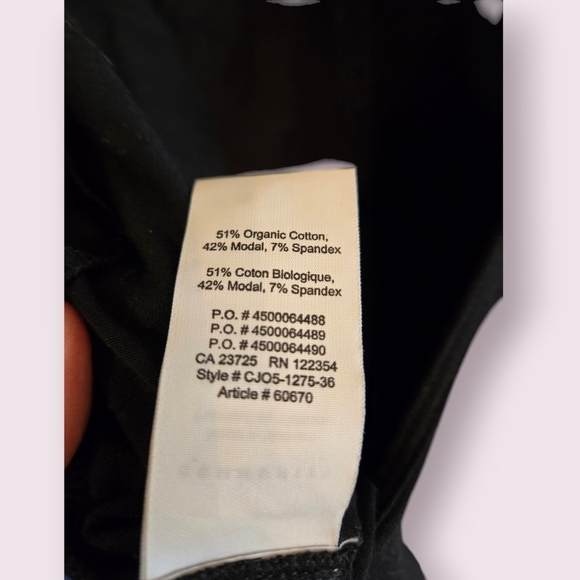 51% Organic Cotton,
42% Modal, 7% Spandex
51% Coton Biologique,
42% Modal, 7% Spandex
P.O. # 4500064488
P.O. # 4500064489
P.O. # 4500064490
CA 23725 RN 122354
Style # CJO5-1275-36
Article # 60670